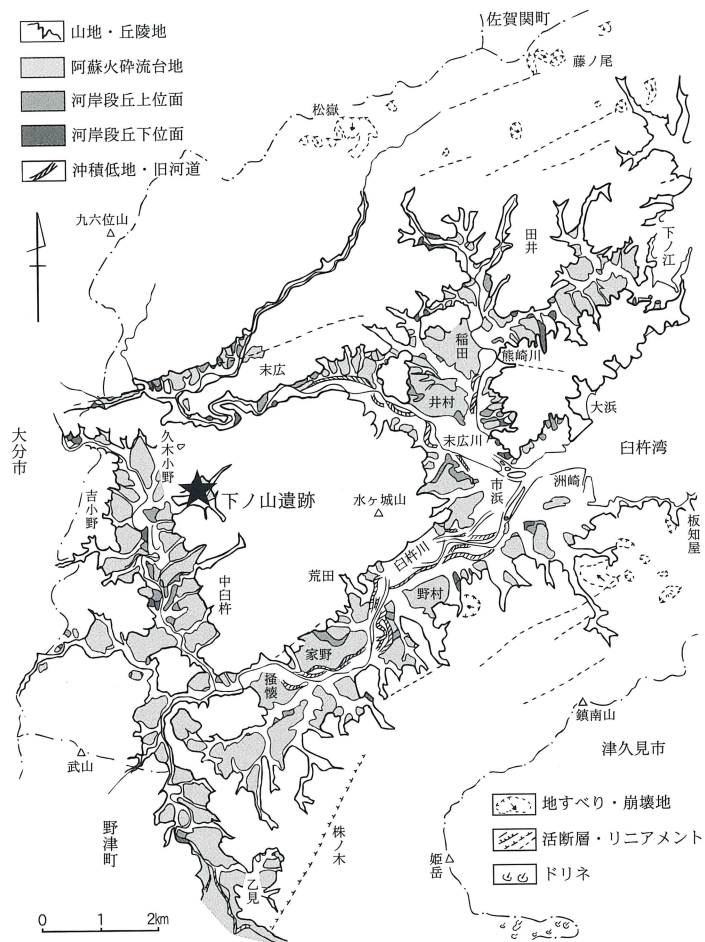 山地・丘陵地
阿蘇火砕流台地
河岸段丘上位面
河岸段丘下位面
沖積低地・旧河道
佐賀関町
藤ノ尾
松嶽
九六位山
田井
下ノ江
稲田
熊崎川
末広
井村
大浜
末広川
臼杵湾
大分市
久木小野
吉小野
下ノ山遺跡
水ヶ城山
市浜
洲崎
板知屋
臼杵川
荒田
中臼杵
野村
家野
掻懐
鎮南山
津久見市
武山
野津町
株ノ木
乙見
姫岳
地すべり・崩壊地
活断層・リニアメント
ドリネ
0 1 2km